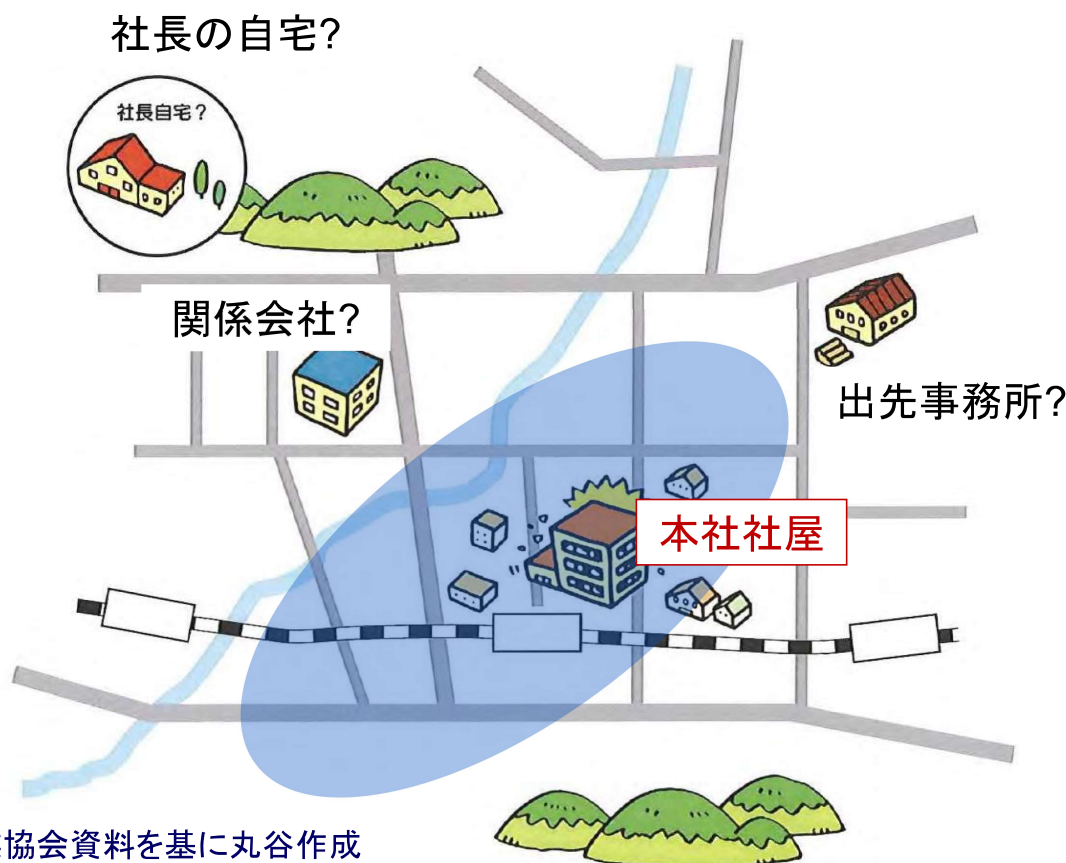 社長の自宅?
社長自宅？
関係会社?
出先事務所?
本社社屋
協会資料を基に丸谷作成